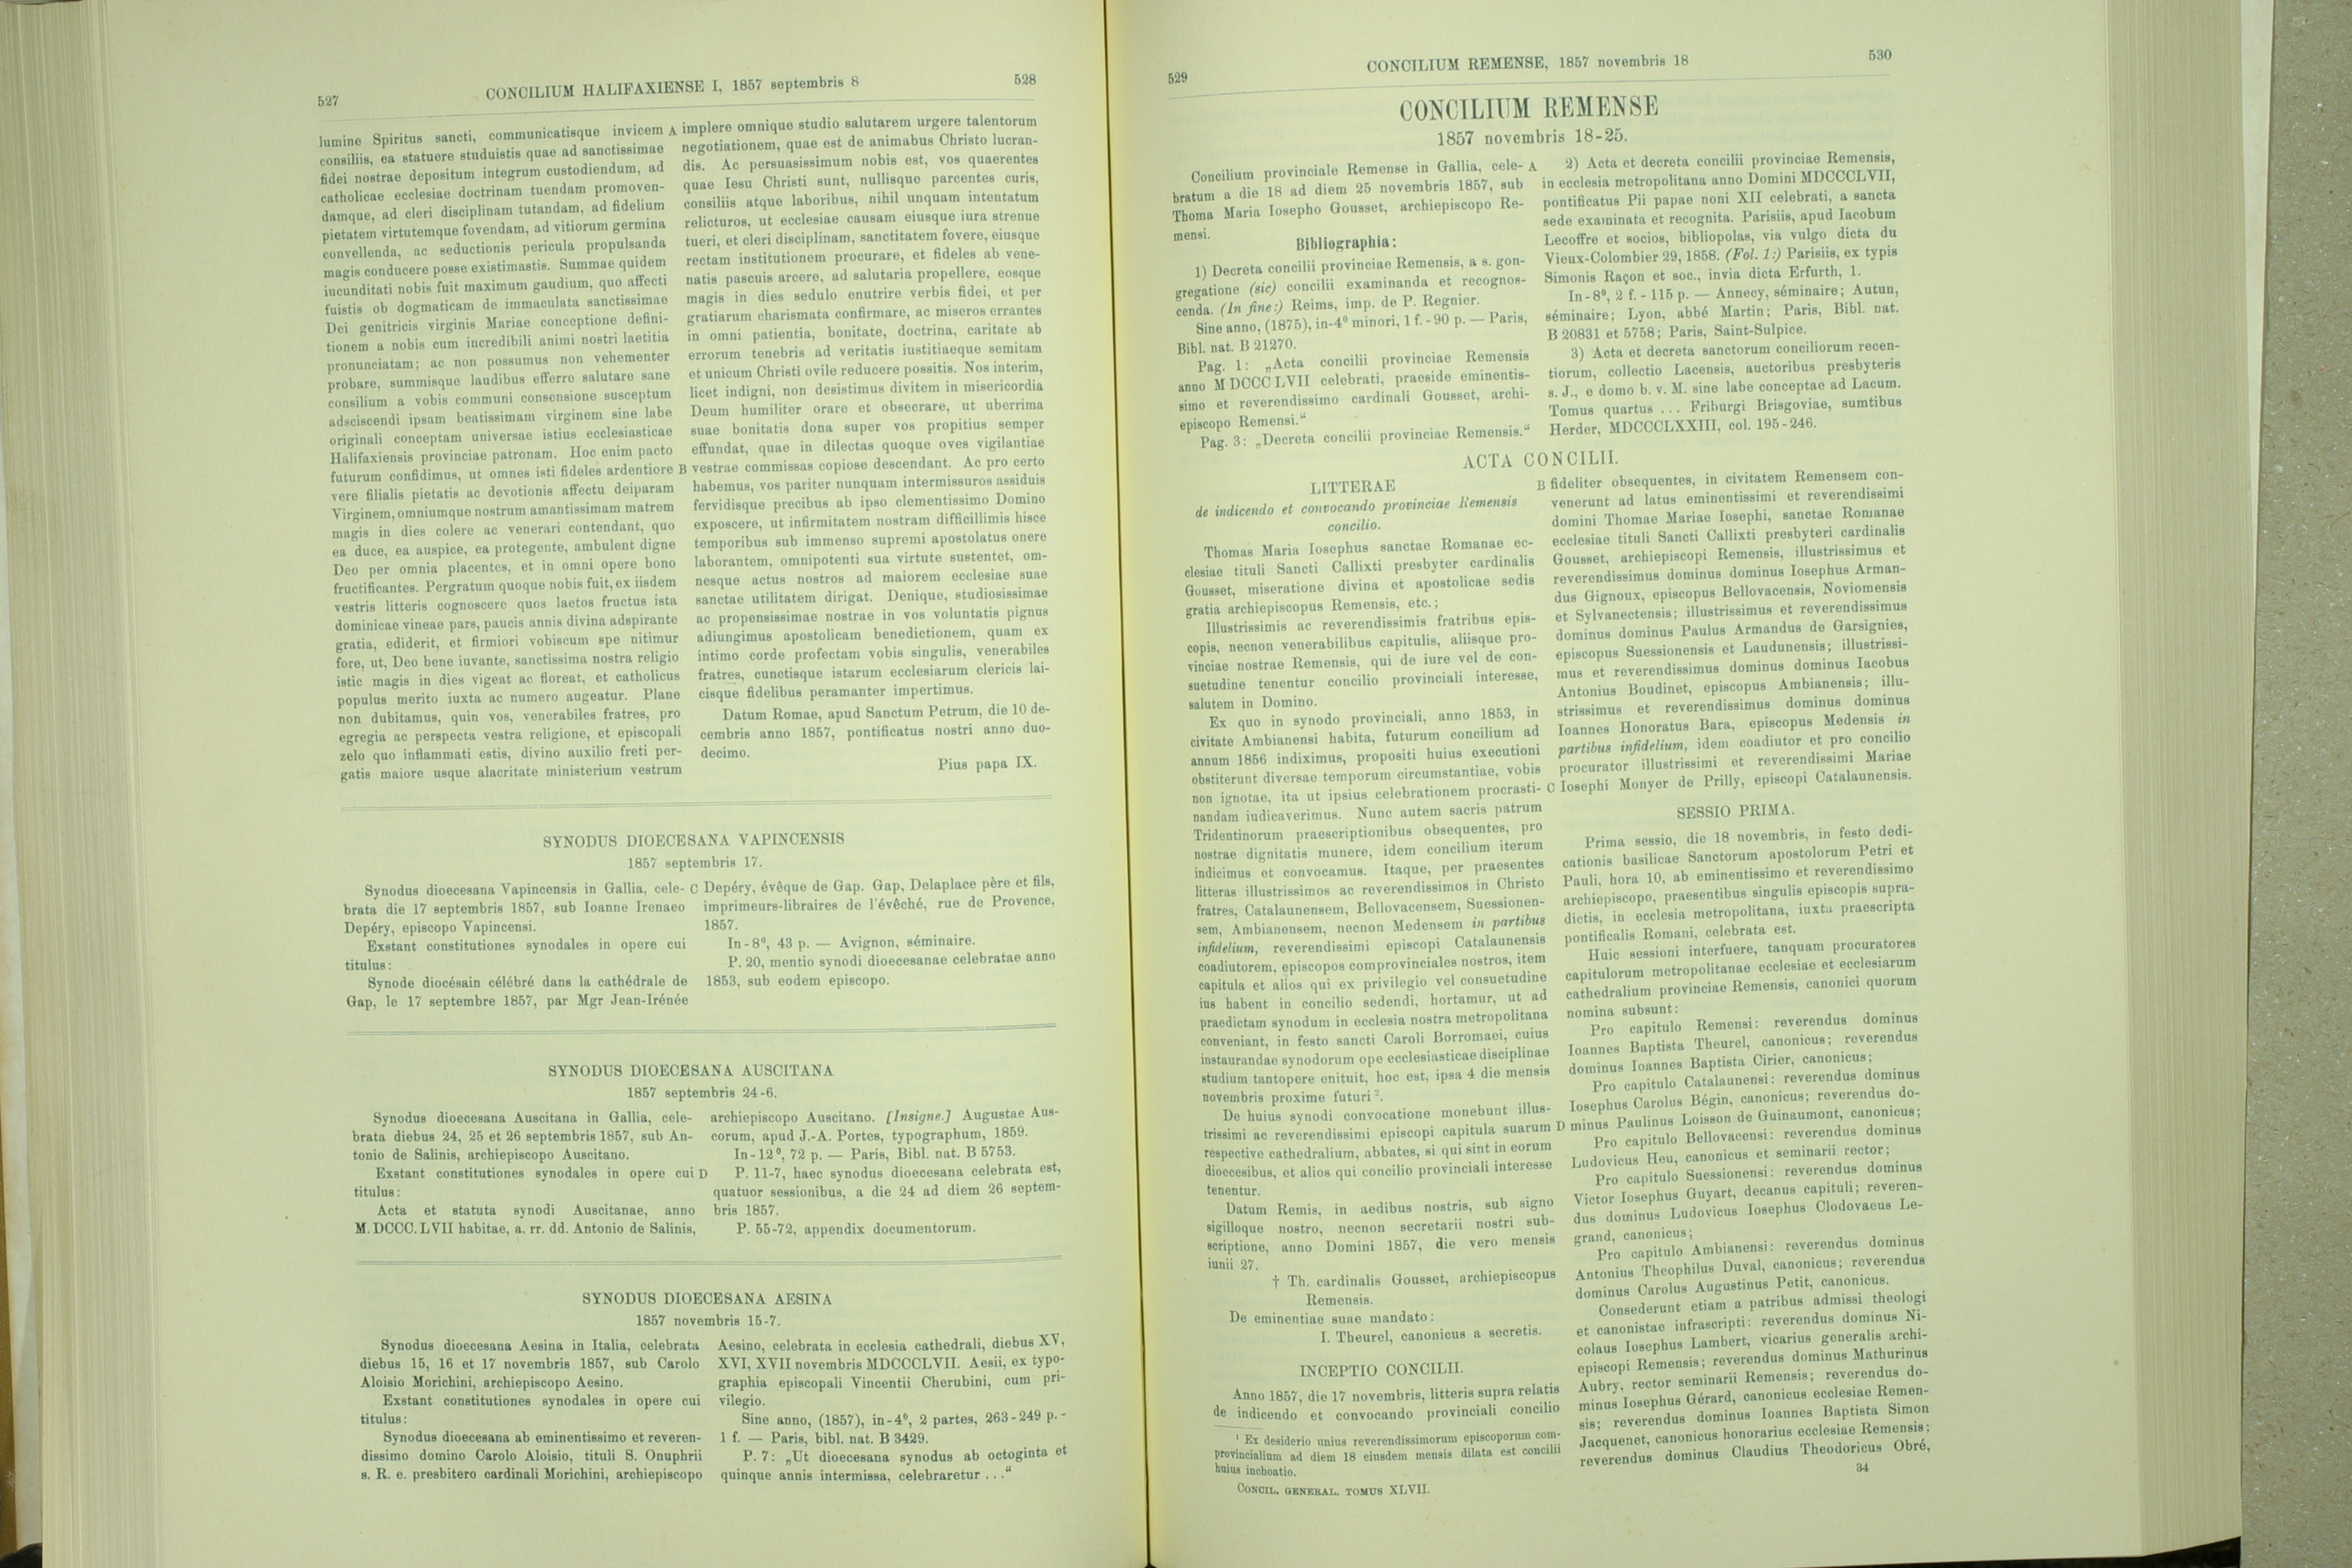 527
CONCILIUM HALIFAXIENSE I, 1857 septembris 8
528
lumine Spiritus sancti, communicatisque invicem A
consiliis, ea statuere studuistis quae ad sanctissimae
fidei nostrae depositum integrum custodiendum, ad
catholicae ecclesiae doctrinam tuendam promoven-
damque, ad cleri disciplinam tutandam, ad fidelium
pietatem virtutemque fovendam, ad vitiorum germina
convellenda, ac seductionis pericula propulsanda
magis conducere posse existimastis. Summae quidem
iucunditati nobis fuit maximum gaudium, quo affecti
fuistis ob dogmaticam de immaculata sanctissimae
Dei genitricis virginis Mariae conceptione defini-
tionem a nobis cum incredibili animi nostri laetitia
pronunciatam; ac non possumus non vehementer
probare, summisque laudibus efferre salutare sane
consilium a vobis communi consensione susceptum
adsciscendi ipsam beatissimam virginem sine labe
originali conceptam universae istius ecclesiasticae
Halifaxiensis provinciae patronam. Hoc enim pacto
futurum confidimus, ut omnes isti fideles ardentiore B
vere filialis pietatis ac devotionis affectu deiparam
Virginem, omniumque nostrum amantissimam matrem
magis in dies colere ac venerari contendant, quo
ea duce, ea auspice, ea protegente, ambulent digne
Deo per omnia placentes, et in omni opere bono
fructificantes. Pergratum quoque nobis fuit, ex iisdem
vestris litteris cognoscere quos laetos fructus ista
dominicae vineae pars, paucis annis divina adspirante
gratia, ediderit, et firmiori vobiscum spe nitimur
fore, ut, Deo bene iuvante, sanctissima nostra religio
istic magis in dies vigeat ac floreat, et catholicus
populus merito iuxta ac numero augeatur. Plane
non dubitamus, quin vos, venerabiles fratres, pro
egregia ac perspecta vestra religione, et episcopali
zelo quo inflammati estis, divino auxilio freti per-
gatis maiore usque alacritate ministerium vestrum
implere omnique studio salutarem urgere talentorum
negotiationem, quae est de animabus Christo lucran-
dis. Ac persuasissimum nobis est, vos quaerentes
quae Iesu Christi sunt, nullisque parcentes curis,
consiliis atque laboribus, nihil unquam intentatum
relicturos, ut ecclesiae causam eiusque iura strenue
tueri, et cleri disciplinam, sanctitatem fovere, eiusque
rectam institutionem procurare, et fideles ab vene-
natis pascuis arcere, ad salutaria propellere, eosque
magis in dies sedulo enutrire verbis fidei, et per
gratiarum charismata confirmare, ac miseros errantes
in omni patientia, bonitate, doctrina, caritate ab
errorum tenebris ad veritatis iustitiaeque semitam
et unicum Christi ovile reducere possitis. Nos interim,
licet indigni, non desistimus divitem in misericordia
Deum humiliter orare et obsecrare, ut uberrima
suae bonitatis dona super vos propitius semper
effundat, quae in dilectas quoque oves vigilantiae
vestrae commissas copiose descendant. Ac pro certo
habemus, vos pariter nunquam intermissuros assiduis
fervidisque precibus ab ipso clementissimo Domino
exposcere, ut infirmitatem nostram difficillimis hisce
temporibus sub immenso supremi apostolatus onere
laborantem, omnipotenti sua virtute sustentet, om-
nesque actus nostros ad maiorem ecclesiae suae
sanctae utilitatem dirigat. Denique, studiosissimae
ac propensissimae nostrae in vos voluntatis pignus
adiungimus apostolicam benedictionem, quam ex
intimo corde profectam vobis singulis, venerabiles
fratres, cunctisque istarum ecclesiarum clericis lai-
cisque fidelibus peramanter impertimus.
Datum Romae, apud Sanctum Petrum, die 10 de-
cembris anno 1857, pontificatus nostri anno duo-
decimo.
Pius papa IX.
SYNODUS DIOECESANA VAPINCENSIS
1857 septembris 17.
Synodus dioecesana Vapincensis in Gallia, cele- C
brata die 17 septembris 1857, sub Ioanne Irenaeo
Depéry, episcopo Vapincensi.
Exstant constitutiones synodales in opere cui
titulus:
Synode diocésain célébré dans la cathédrale de
Gap, le 17 septembre 1857, par Mgr Jean-Irénée
Depéry, évêque de Gap. Gap, Delaplace père et fils,
imprimeurs-libraires de l'évêché, rue de Provence,
1857.
In-8⁰, 43 p. — Avignon, séminaire.
P. 20, mentio synodi dioecesanae celebratae anno
1853, sub eodem episcopo.
SYNODUS DIOECESANA AUSCITANA
1857 septembris 24-6.
Synodus dioecesana Auscitana in Gallia, cele-
brata diebus 24, 25 et 26 septembris 1857, sub An-
tonio de Salinis, archiepiscopo Auscitano.
Exstant constitutiones synodales in opere cui D
titulus:
Acta et statuta synodi Auscitanae, anno
M. DCCC. LVII habitae, a. rr. dd. Antonio de Salinis,
archiepiscopo Auscitano. [Insigne.] Augustae Aus-
corum, apud J.-A. Portes, typographum, 1859.
In-12⁰, 72 p. — Paris, Bibl. nat. B 5753.
P. 11-7, haec synodus dioecesana celebrata est,
quatuor sessionibus, a die 24 ad diem 26 septem-
bris 1857.
P. 55-72, appendix documentorum.
SYNODUS DIOECESANA AESINA
1857 novembris 15-7.
Synodus dioecesana Aesina in Italia, celebrata
diebus 15, 16 et 17 novembris 1857, sub Carolo
Aloisio Morichini, archiepiscopo Aesino.
Exstant constitutiones synodales in opere cui
titulus:
Synodus dioecesana ab eminentissimo et reveren-
dissimo domino Carolo Aloisio, tituli S. Onuphrii
s. R. e. presbitero cardinali Morichini, archiepiscopo
Aesino, celebrata in ecclesia cathedrali, diebus XV,
XVI, XVII novembris MDCCCLVII. Aesii, ex typo-
graphia episcopali Vincentii Cherubini, cum pri-
vilegio.
Sine anno, (1857), in-4⁰, 2 partes, 263-249 p. -
1 f. — Paris, bibl. nat. B 3429.
P. 7: „Ut dioecesana synodus ab octoginta et
quinque annis intermissa, celebraretur ...“
529
CONCILIUM REMENSE, 1857 novembris 18
530
CONCILIUM REMENSE
1857 novembris 18-25.
Concilium provinciale Remense in Gallia, cele- A
bratum a die 18 ad diem 25 novembris 1857, sub
Thoma Maria Iosepho Gousset, archiepiscopo Re-
mensi.
Bibliographia:
1) Decreta concilii provinciae Remensis, a s. gon-
gregatione (sic) concilii examinanda et recognos-
cenda. (In fine:) Reims, imp. de P. Regnier.
Sine anno, (1875), in-4⁰ minori, 1 f. - 90 p. — Paris,
Bibl. nat. B 21270.
Pag. 1: „Acta concilii provinciae Remensis
anno M DCCC LVII celebrati, praeside eminentis-
simo et reverendissimo cardinali Gousset, archi-
episcopo Remensi.“
Pag. 3: „Decreta concilii provinciae Remensis.“
2) Acta et decreta concilii provinciae Remensis,
in ecclesia metropolitana anno Domini MDCCCLVII,
pontificatus Pii papae noni XII celebrati, a sancta
sede examinata et recognita. Parisiis, apud Iacobum
Lecoffre et socios, bibliopolas, via vulgo dicta du
Vieux-Colombier 29, 1858. (Fol. 1:) Parisiis, ex typis
Simonis Raçon et soc., invia dicta Erfurth, 1.
In-8⁰, 2 f. - 115 p. — Annecy, séminaire; Autun,
séminaire; Lyon, abbé Martin; Paris, Bibl. nat.
B 20831 et 5758; Paris, Saint-Sulpice.
3) Acta et decreta sanctorum conciliorum recen-
tiorum, collectio Lacensis, auctoribus presbyteris
s. J., e domo b. v. M. sine labe conceptae ad Lacum.
Tomus quartus ... Friburgi Brisgoviae, sumtibus
Herder, MDCCCLXXIII, col. 195-246.
ACTA CONCILII.
LITTERAE
de indicendo et convocando provinciae Remensis
concilio.
Thomas Maria Iosephus sanctae Romanae ec-
clesiae tituli Sancti Callixti presbyter cardinalis
Gousset, miseratione divina et apostolicae sedis
gratia archiepiscopus Remensis, etc.;
Illustrissimis ac reverendissimis fratribus epis-
copis, necnon venerabilibus capitulis, aliisque pro-
vinciae nostrae Remensis, qui de iure vel de con-
suetudine tenentur concilio provinciali interesse,
salutem in Domino.
Ex quo in synodo provinciali, anno 1853, in
civitate Ambianensi habita, futurum concilium ad
annum 1856 indiximus, propositi huius executioni
obstiterunt diversae temporum circumstantiae, vobis
non ignotae, ita ut ipsius celebrationem procrasti- C
nandam iudicaverimus. Nunc autem sacris patrum
Tridentinorum praescriptionibus obsequentes, pro
nostrae dignitatis munere, idem concilium iterum
indicimus et convocamus. Itaque, per praesentes
litteras illustrissimos ac reverendissimos in Christo
fratres, Catalaunensem, Bellovacensem, Suessionen-
sem, Ambianensem, necnon Medensem in partibus
infidelium, reverendissimi episcopi Catalaunensis
coadiutorem, episcopos comprovinciales nostros, item
capitula et alios qui ex privilegio vel consuetudine
ius habent in concilio sedendi, hortamur, ut ad
praedictam synodum in ecclesia nostra metropolitana
conveniant, in festo sancti Caroli Borromaei, cuius
instaurandae synodorum ope ecclesiasticae disciplinae
studium tantopere enituit, hoc est, ipsa 4 die mensis
novembris proxime futuri ².
De huius synodi convocatione monebunt illus-
trissimi ac reverendissimi episcopi capitula suarum D
respective cathedralium, abbates, si qui sint in eorum
dioecesibus, et alios qui concilio provinciali interesse
tenentur.
Datum Remis, in aedibus nostris, sub signo
sigilloque nostro, necnon secretarii nostri sub-
scriptione, anno Domini 1857, die vero mensis
iunii 27.
† Th. cardinalis Gousset, archiepiscopus
Remensis.
De eminentiae suae mandato:
I. Theurel, canonicus a secretis.
INCEPTIO CONCILII.
Anno 1857, die 17 novembris, litteris supra relatis
de indicendo et convocando provinciali concilio
¹ Ex desiderio unius reverendissimorum episcoporum com-
provincialium ad diem 18 eiusdem mensis dilata est concilii
huius inchoatio.
CONCIL. GENERAL. TOMUS XLVII.
B fideliter obsequentes, in civitatem Remensem con-
venerunt ad latus eminentissimi et reverendissimi
domini Thomae Mariae Iosephi, sanctae Romanae
ecclesiae tituli Sancti Callixti presbyteri cardinalis
Gousset, archiepiscopi Remensis, illustrissimus et
reverendissimus dominus dominus Iosephus Arman-
dus Gignoux, episcopus Bellovacensis, Noviomensis
et Sylvanectensis; illustrissimus et reverendissimus
dominus dominus Paulus Armandus de Garsignies,
episcopus Suessionensis et Laudunensis; illustrissi-
mus et reverendissimus dominus dominus Iacobus
Antonius Boudinet, episcopus Ambianensis; illu-
strissimus et reverendissimus dominus dominus
Ioannes Honoratus Bara, episcopus Medensis in
partibus infidelium, idem coadiutor et pro concilio
procurator illustrissimi et reverendissimi Mariae
Iosephi Monyer de Prilly, episcopi Catalaunensis.
SESSIO PRIMA.
Prima sessio, die 18 novembris, in festo dedi-
cationis basilicae Sanctorum apostolorum Petri et
Pauli, hora 10, ab eminentissimo et reverendissimo
archiepiscopo, praesentibus singulis episcopis supra-
dictis, in ecclesia metropolitana, iuxta praescripta
pontificalis Romani, celebrata est.
Huic sessioni interfuere, tanquam procuratores
capitulorum metropolitanae ecclesiae et ecclesiarum
cathedralium provinciae Remensis, canonici quorum
nomina subsunt:
Pro capitulo Remensi: reverendus dominus
Ioannes Baptista Theurel, canonicus; reverendus
dominus Ioannes Baptista Cirier, canonicus;
Pro capitulo Catalaunensi: reverendus dominus
Iosephus Carolus Bégin, canonicus; reverendus do-
minus Paulinus Loisson de Guinaumont, canonicus;
Pro capitulo Bellovacensi: reverendus dominus
Ludovicus Heu, canonicus et seminarii rector;
Pro capitulo Suessionensi: reverendus dominus
Victor Iosephus Guyart, decanus capituli; reveren-
dus dominus Ludovicus Iosephus Clodovaeus Le-
grand, canonicus;
Pro capitulo Ambianensi: reverendus dominus
Antonius Theophilus Duval, canonicus; reverendus
dominus Carolus Augustinus Petit, canonicus.
Consederunt etiam a patribus admissi theologi
et canonistae infrascripti: reverendus dominus Ni-
colaus Iosephus Lambert, vicarius generalis archi-
episcopi Remensis; reverendus dominus Mathurinus
Aubry, rector seminarii Remensis; reverendus do-
minus Iosephus Gérard, canonicus ecclesiae Remen-
sis; reverendus dominus Ioannes Baptista Simon
Jacquenet, canonicus honorarius ecclesiae Remensis;
reverendus dominus Claudius Theodoricus Obré,
34